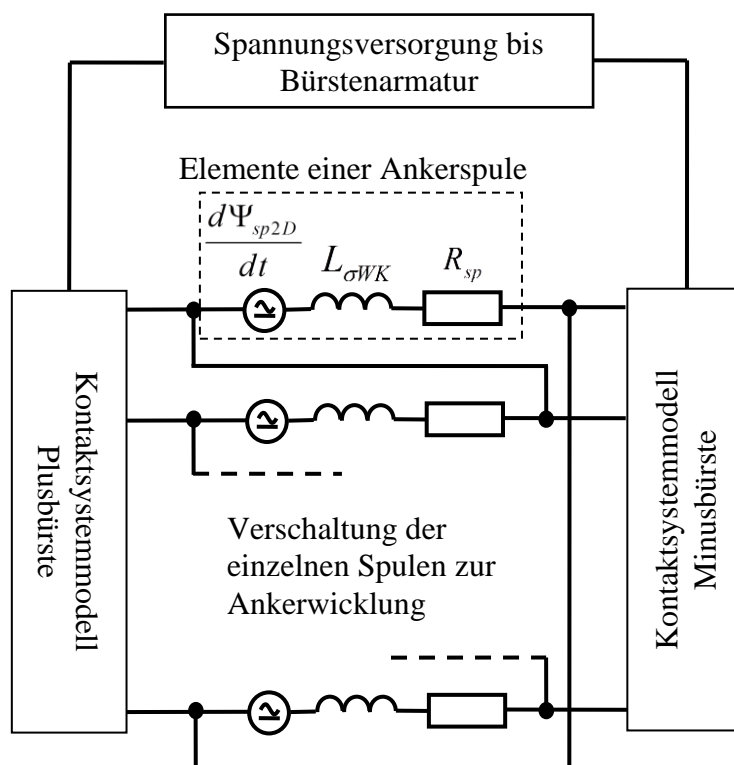 Spannungsversorgung bis
Bürstenarmatur
Elemente einer Ankerspule
dΨsp2D
dt
LσWK
Rsp
Kontaktsystemmodell
Plusbürste
Kontaktsystemmodell
Minusbürste
Verschaltung der
einzelnen Spulen zur
Ankerwicklung